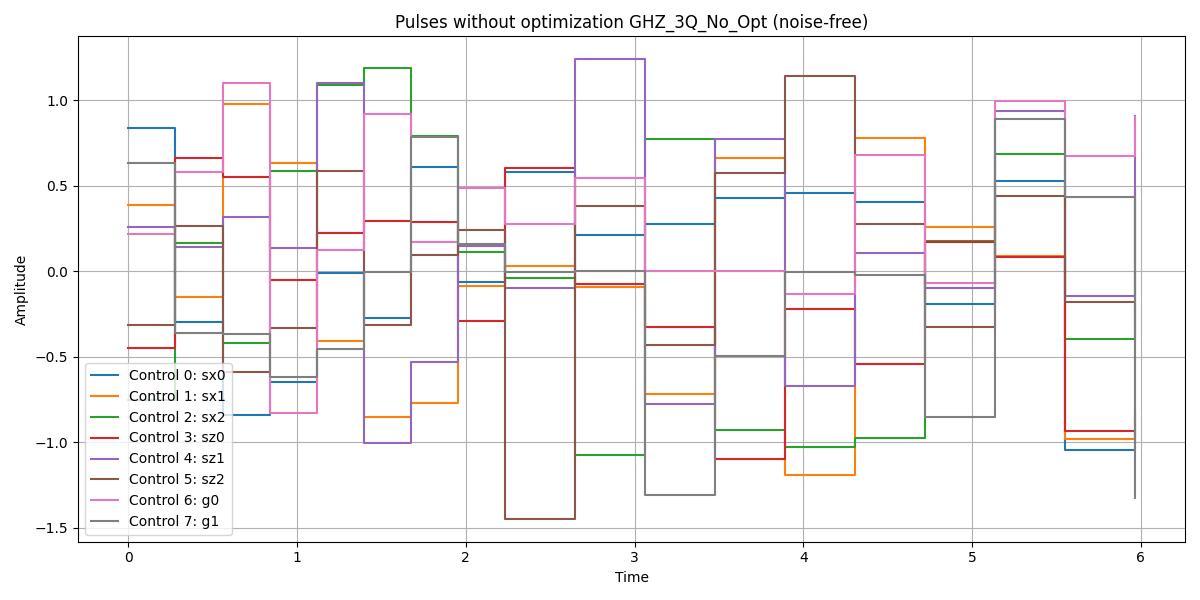 Pulses without optimization GHZ_3Q_No_Opt (noise-free)
Amplitude
1.0
0.5
0.0
−0.5
−1.0
−1.5
Control 0: sx0
Control 1: sx1
Control 2: sx2
Control 3: sz0
Control 4: sz1
Control 5: sz2
Control 6: g0
Control 7: g1
0 1 2 3 4 5 6
Time